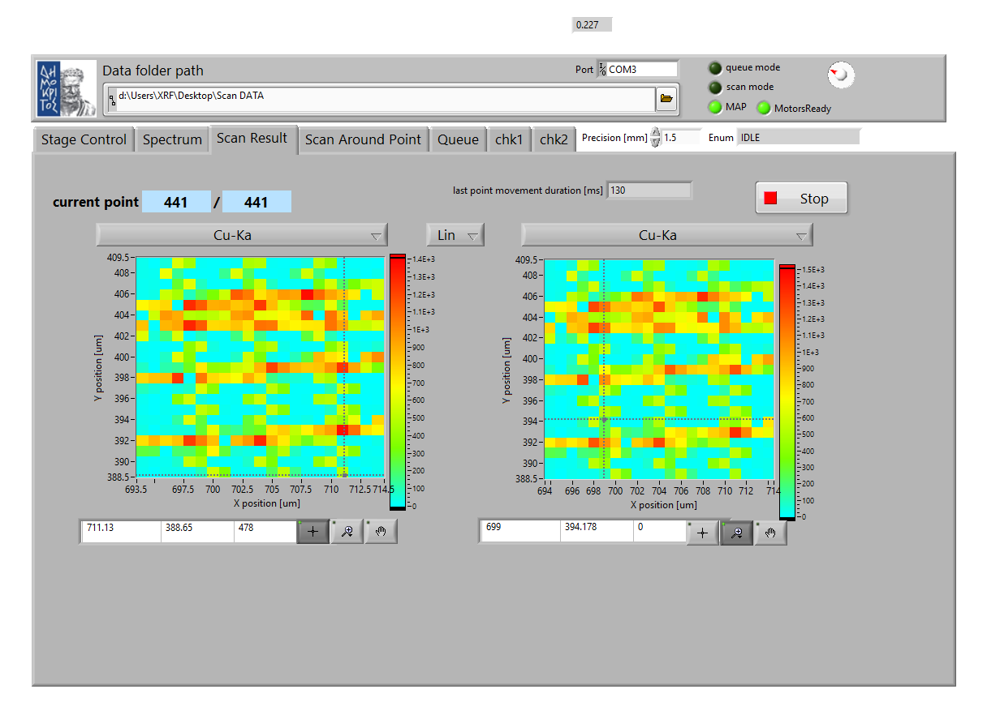 0.227
ΔΗ
ΜΟ
ΚΡΙ
ΤΟΣ
Data folder path
Port COM3
queue mode
d:\Users\XRF\Desktop\Scan DATA
scan mode
MAP MotorsReady
Stage Control Spectrum Scan Result Scan Around Point Queue chk1 chk2 Precision [mm] 1.5 Enum IDLE
current point 441 / 441
last point movement duration [ms] 130
Stop
Cu-Ka
Lin
Cu-Ka
409.5
408
406
404
402
400
398
396
394
392
390
388.5
Y position [um]
693.5 697.5 700 702.5 705 707.5 710 712.5 714.5
X position [um]
1.4E+3
1.3E+3
1.2E+3
1.1E+3
1E+3
900
800
700
600
500
400
300
200
100
0
409.5
408
406
404
402
400
398
396
394
392
390
388.5
Y position [um]
694 696 698 700 702 704 706 708 710 712 714
X position [um]
1.5E+3
1.4E+3
1.3E+3
1.2E+3
1.1E+3
1E+3
900
800
700
600
500
400
300
200
100
0
711.13 388.65 478
699 394.178 0